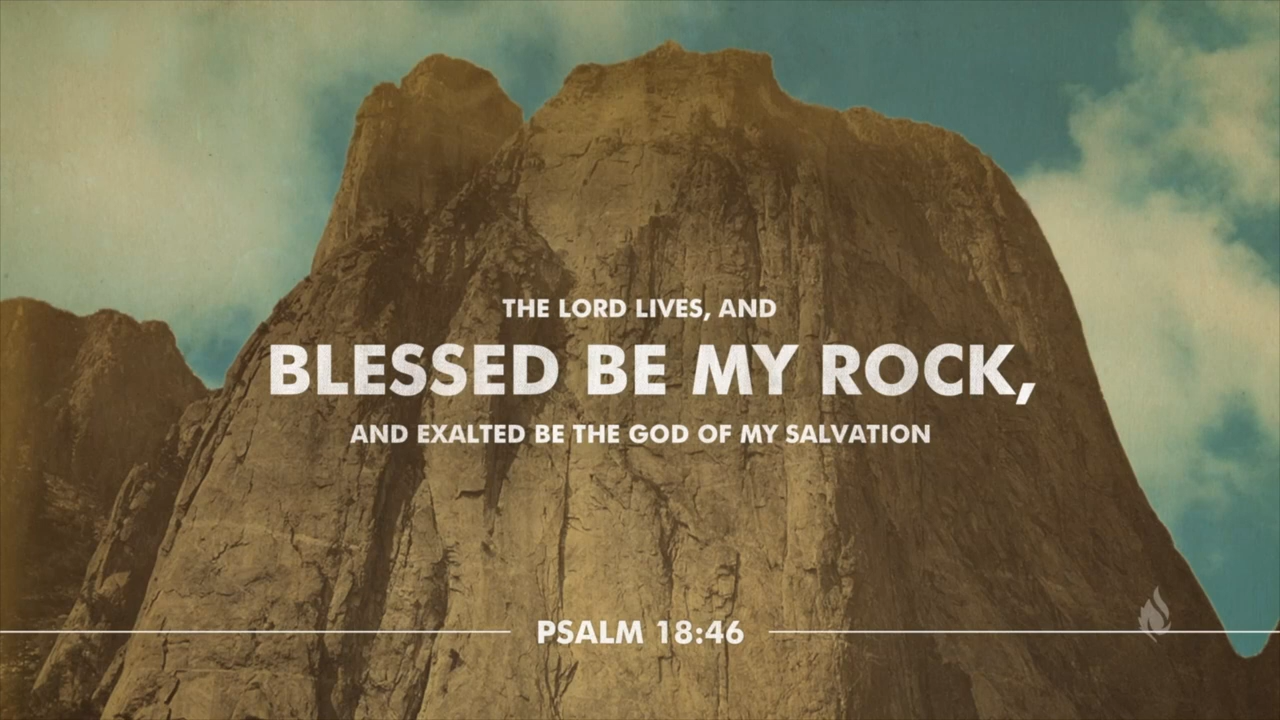 THE LORD LIVES, AND
BLESSED BE MY ROCK,
AND EXALTED BE THE GOD OF MY SALVATION
PSALM 18:46